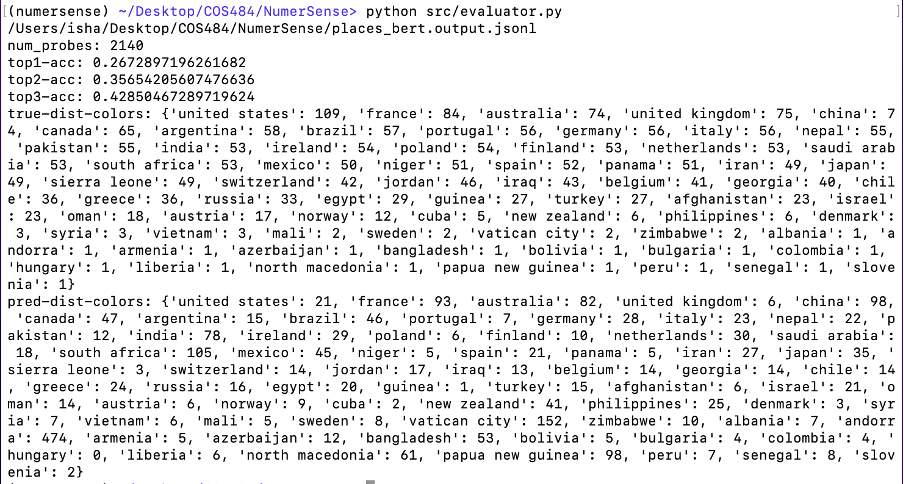 [(numersense) ~/Desktop/COS484/NumerSense> python src/evaluator.py ]
/Users/isha/Desktop/COS484/NumerSense/places_bert.output.jsonl
num_probes: 2140
top1-acc: 0.2672897196261682
top2-acc: 0.35654205607476636
top3-acc: 0.42850467289719624
true-dist-colors: {'united states': 109, 'france': 84, 'australia': 74, 'united kingdom': 75, 'china': 7
4, 'canada': 65, 'argentina': 58, 'brazil': 57, 'portugal': 56, 'germany': 56, 'italy': 56, 'nepal': 55,
'pakistan': 55, 'india': 53, 'ireland': 54, 'poland': 54, 'finland': 53, 'netherlands': 53, 'saudi arab
ia': 53, 'south africa': 53, 'mexico': 50, 'niger': 51, 'spain': 52, 'panama': 51, 'iran': 49, 'japan':
49, 'sierra leone': 49, 'switzerland': 42, 'jordan': 46, 'iraq': 43, 'belgium': 41, 'georgia': 40, 'chil
e': 36, 'greece': 36, 'russia': 33, 'egypt': 29, 'guinea': 27, 'turkey': 27, 'afghanistan': 23, 'israel'
: 23, 'oman': 18, 'austria': 17, 'norway': 12, 'cuba': 5, 'new zealand': 6, 'philippines': 6, 'denmark':
3, 'syria': 3, 'vietnam': 3, 'mali': 2, 'sweden': 2, 'vatican city': 2, 'zimbabwe': 2, 'albania': 1, 'a
ndorra': 1, 'armenia': 1, 'azerbaijan': 1, 'bangladesh': 1, 'bolivia': 1, 'bulgaria': 1, 'colombia': 1,
'hungary': 1, 'liberia': 1, 'north macedonia': 1, 'papua new guinea': 1, 'peru': 1, 'senegal': 1, 'slove
nia': 1}
pred-dist-colors: {'united states': 21, 'france': 93, 'australia': 82, 'united kingdom': 6, 'china': 98,
'canada': 47, 'argentina': 15, 'brazil': 46, 'portugal': 7, 'germany': 28, 'italy': 23, 'nepal': 22, 'p
akistan': 12, 'india': 78, 'ireland': 29, 'poland': 6, 'finland': 10, 'netherlands': 30, 'saudi arabia':
18, 'south africa': 105, 'mexico': 45, 'niger': 5, 'spain': 21, 'panama': 5, 'iran': 27, 'japan': 35, '
sierra leone': 3, 'switzerland': 14, 'jordan': 17, 'iraq': 13, 'belgium': 14, 'georgia': 14, 'chile': 14
, 'greece': 24, 'russia': 16, 'egypt': 20, 'guinea': 1, 'turkey': 15, 'afghanistan': 6, 'israel': 21, 'o
man': 14, 'austria': 6, 'norway': 9, 'cuba': 2, 'new zealand': 41, 'philippines': 25, 'denmark': 3, 'syr
ia': 7, 'vietnam': 6, 'mali': 5, 'sweden': 8, 'vatican city': 152, 'zimbabwe': 10, 'albania': 7, 'andorr
a': 474, 'armenia': 5, 'azerbaijan': 12, 'bangladesh': 53, 'bolivia': 5, 'bulgaria': 4, 'colombia': 4, '
hungary': 0, 'liberia': 6, 'north macedonia': 61, 'papua new guinea': 98, 'peru': 7, 'senegal': 8, 'slov
enia': 2}